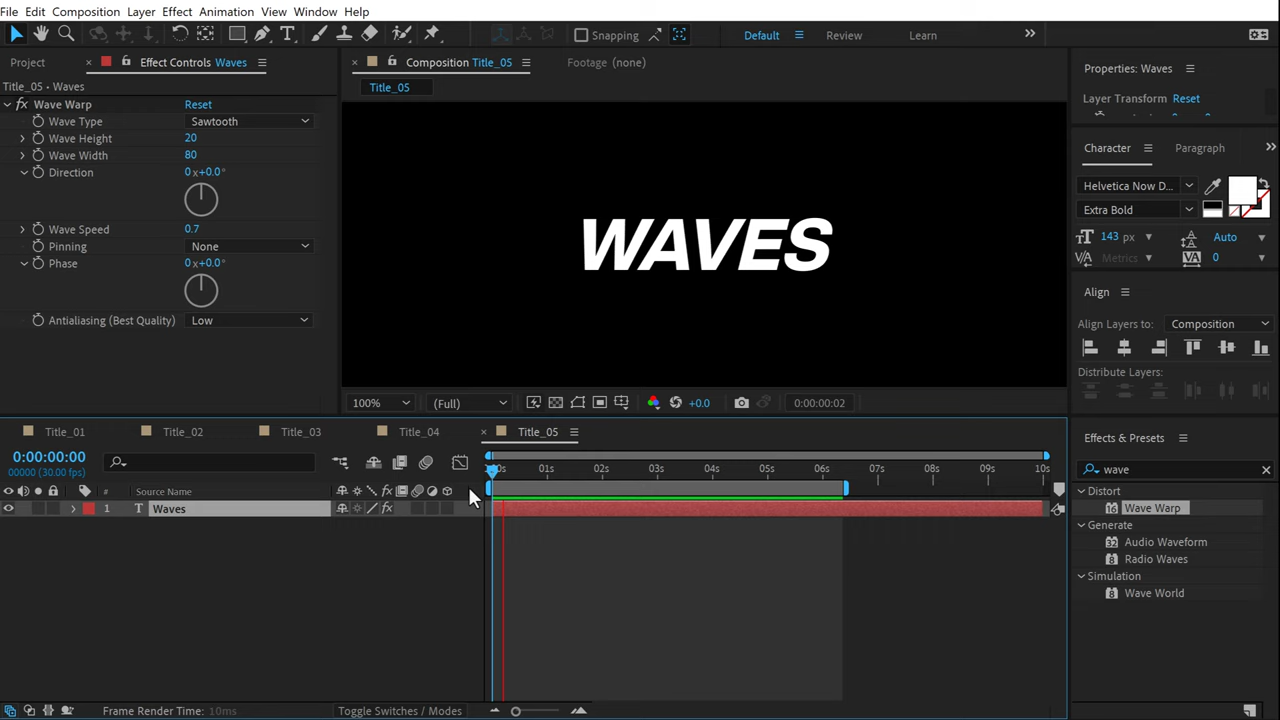 File Edit Composition Layer Effect Animation View Window Help
Snapping
Default
Review
Learn
Project
Effect Controls Waves
Composition Title_05
Footage (none)
Properties: Waves
Title_05 • Waves
Title_05
Layer Transform Reset
fx Wave Warp Reset
Wave Type Sawtooth
Wave Height 20
Wave Width 80
Direction 0x+0.0°
Wave Speed 0.7
Pinning None
Phase 0x+0.0°
Antialiasing (Best Quality) Low
WAVES
100%
(Full)
+0.0
0:00:00:02
Character
Paragraph
Helvetica Now D...
Extra Bold
143 px
Auto
Metrics
0
Align
Align Layers to: Composition
Distribute Layers:
Title_01
Title_02
Title_03
Title_04
Title_05
0:00:00:00
00000 (30.00 fps)
# Source Name
1 T Waves
01s 02s 03s 04s 05s 06s 07s 08s 09s 10s
Frame Render Time: 10ms
Toggle Switches / Modes
Effects & Presets
wave
Distort
Wave Warp
Generate
Audio Waveform
Radio Waves
Simulation
Wave World